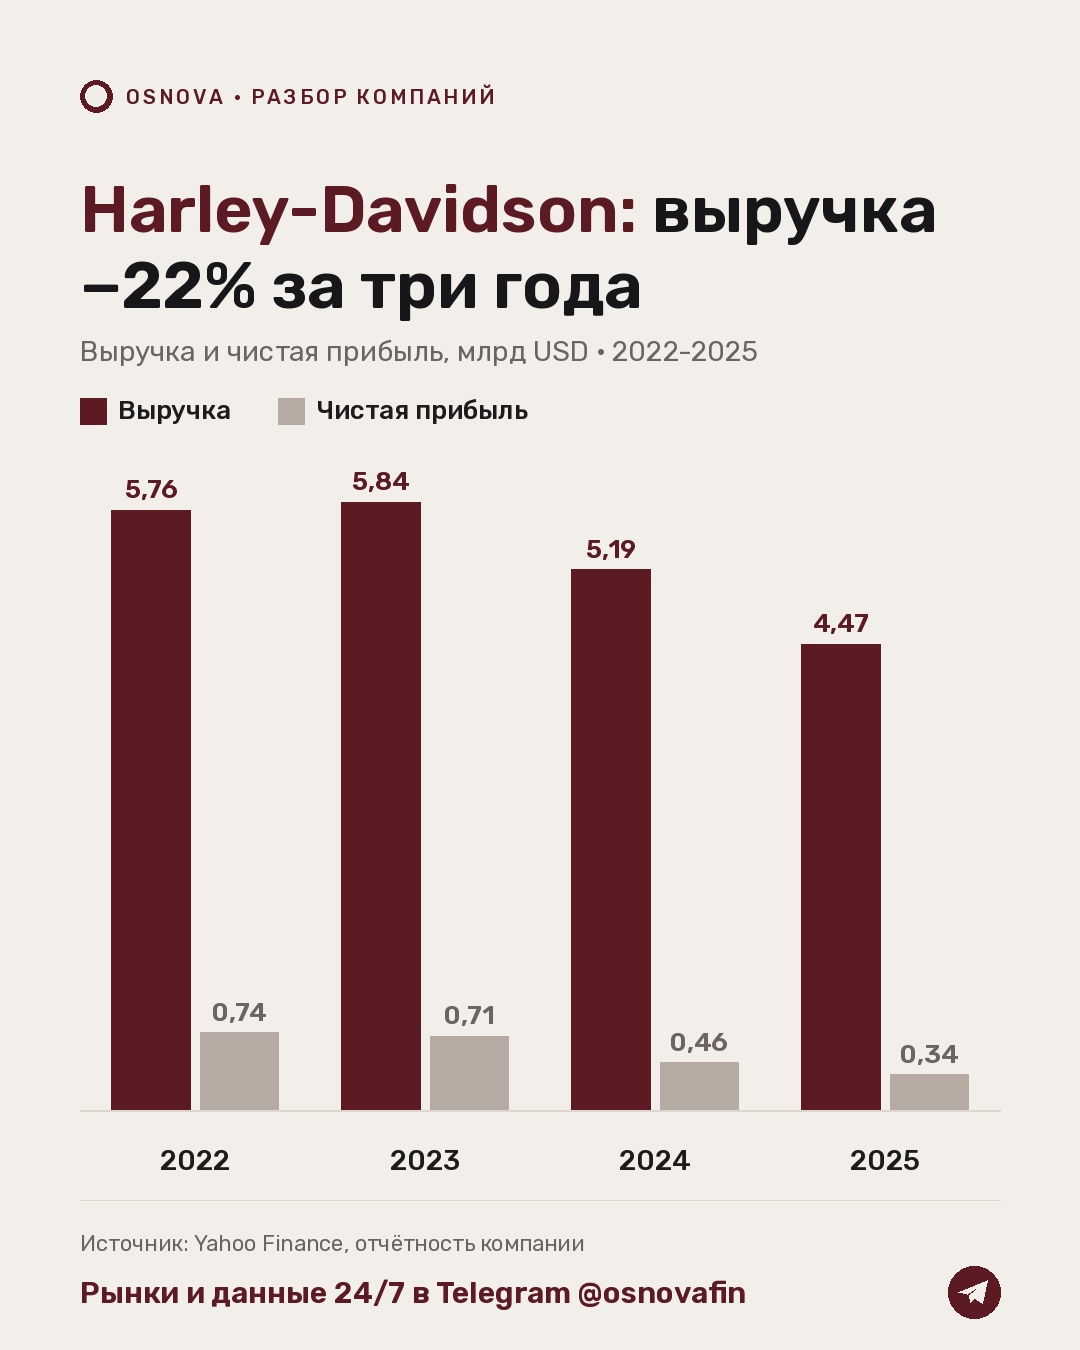 OSNOVA • РАЗБОР КОМПАНИЙ
Harley-Davidson: выручка
−22% за три года
Выручка и чистая прибыль, млрд USD • 2022-2025
Выручка Чистая прибыль
5,76 5,84 5,19 4,47
0,74 0,71 0,46 0,34
2022 2023 2024 2025
Источник: Yahoo Finance, отчётность компании
Рынки и данные 24/7 в Telegram @osnovafin